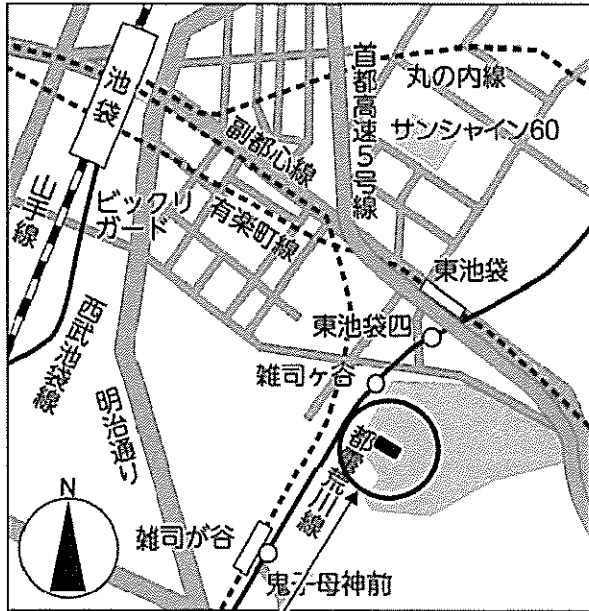 池袋
首都高速5号線
丸の内線
サンシャイン60
副都心線
有楽町線
ビックリ
ガード
山手線
西武池袋線
明治通り
東池袋
東池袋四
雑司ヶ谷
都電荒川線
雑司が谷
鬼子母神前
N